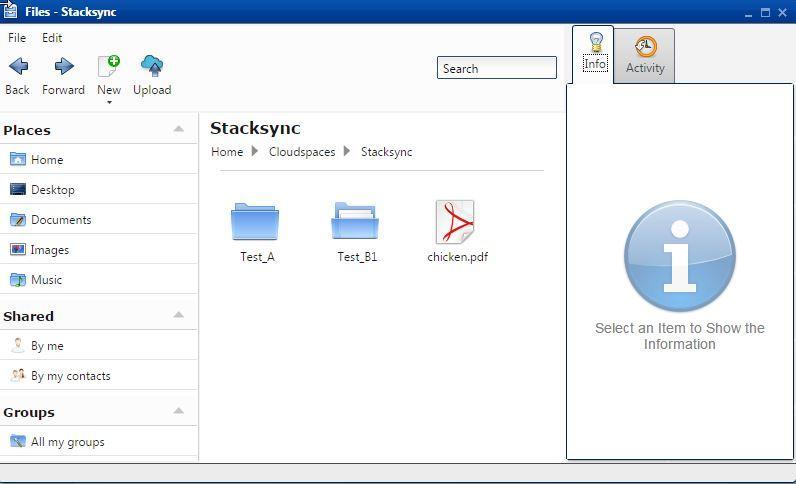 Files - Stacksync
File Edit
Back Forward New Upload
Search
Info
Activity
Places
Home
Desktop
Documents
Images
Music
Shared
By me
By my contacts
Groups
All my groups
Stacksync
Home Cloudspaces Stacksync
Test_A Test_B1 chicken.pdf
Select an Item to Show the
Information